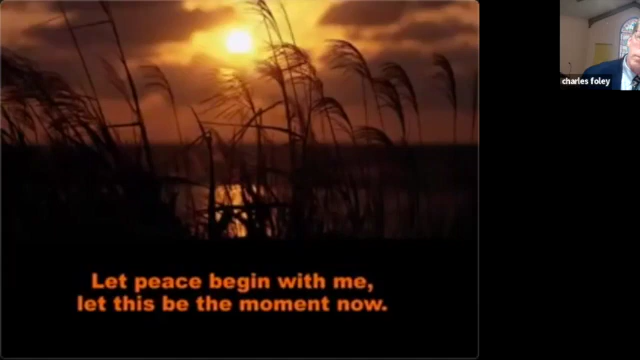 Let peace begin with me,
let this be the moment now.
charles foley